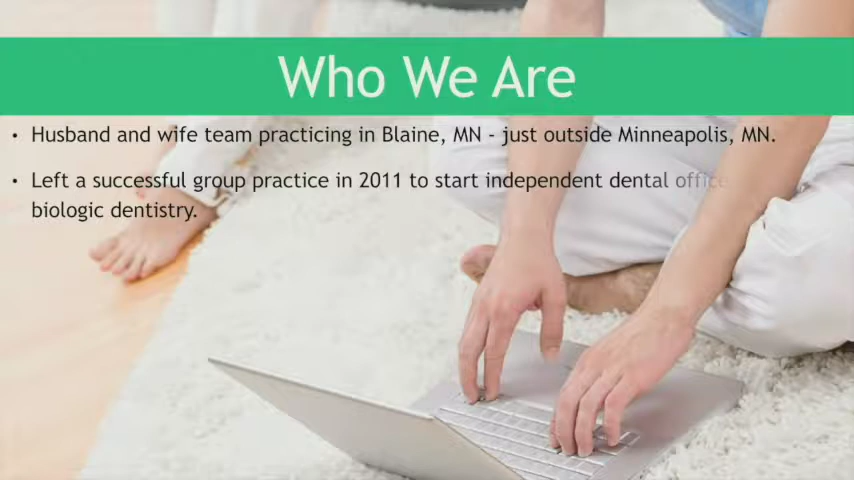 Who We Are
• Husband and wife team practicing in Blaine, MN - just outside Minneapolis, MN.
• Left a successful group practice in 2011 to start independent dental office
biologic dentistry.